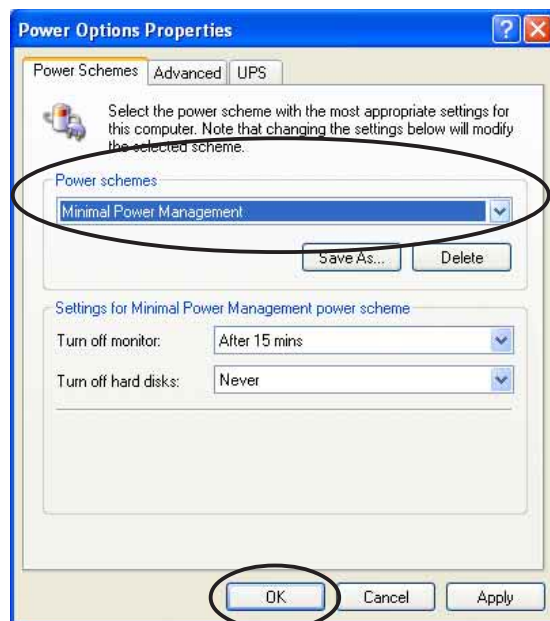 Power Options Properties
Power Schemes Advanced UPS
Select the power scheme with the most appropriate settings for
this computer. Note that changing the settings below will modify
the selected scheme.
Power schemes
Minimal Power Management
Save As... Delete
Settings for Minimal Power Management power scheme
Turn off monitor: After 15 mins
Turn off hard disks: Never
OK Cancel Apply